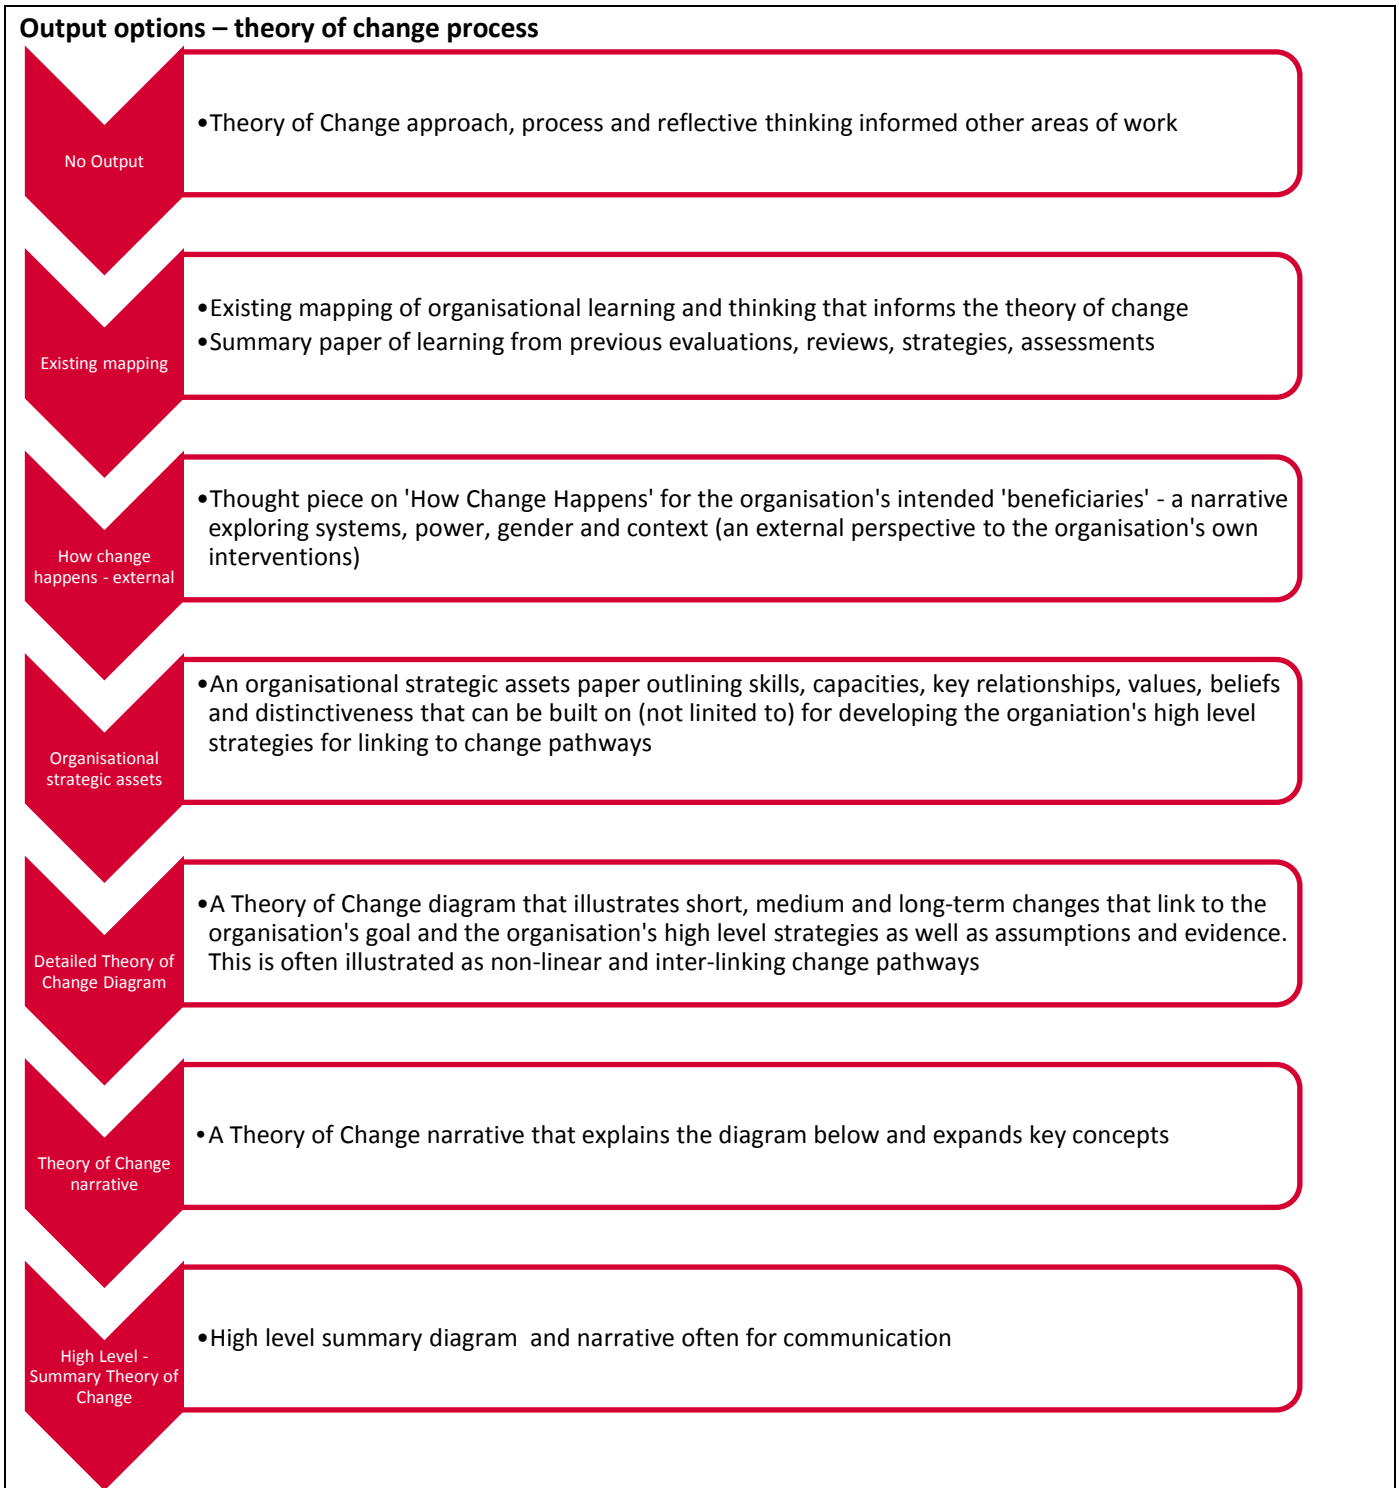 Output options – theory of change process
No Output
•Theory of Change approach, process and reflective thinking informed other areas of work
Existing mapping
•Existing mapping of organisational learning and thinking that informs the theory of change
•Summary paper of learning from previous evaluations, reviews, strategies, assessments
How change
happens - external
•Thought piece on 'How Change Happens' for the organisation's intended 'beneficiaries' - a narrative
exploring systems, power, gender and context (an external perspective to the organisation's own
interventions)
Organisational
strategic assets
•An organisational strategic assets paper outlining skills, capacities, key relationships, values, beliefs
and distinctiveness that can be built on (not linited to) for developing the organiation's high level
strategies for linking to change pathways
Detailed Theory of
Change Diagram
•A Theory of Change diagram that illustrates short, medium and long-term changes that link to the
organisation's goal and the organisation's high level strategies as well as assumptions and evidence.
This is often illustrated as non-linear and inter-linking change pathways
Theory of Change
narrative
•A Theory of Change narrative that explains the diagram below and expands key concepts
High Level -
Summary Theory of
Change
•High level summary diagram  and narrative often for communication